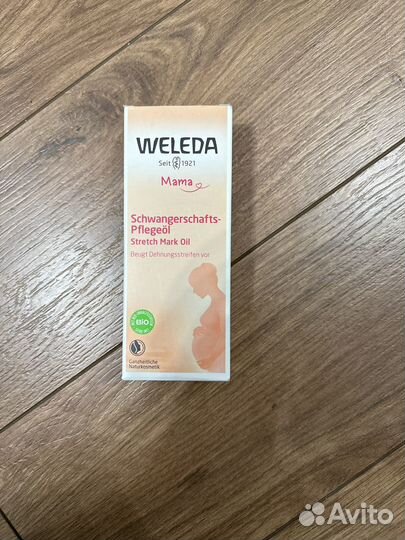 WELEDA
Seit 1921
Mama
Schwangerschafts-
Pflegeöl
Stretch Mark Oil
Beugt Dehnungsstreifen vor
BIO
Ganzheitliche
Naturkosmetik
Avito